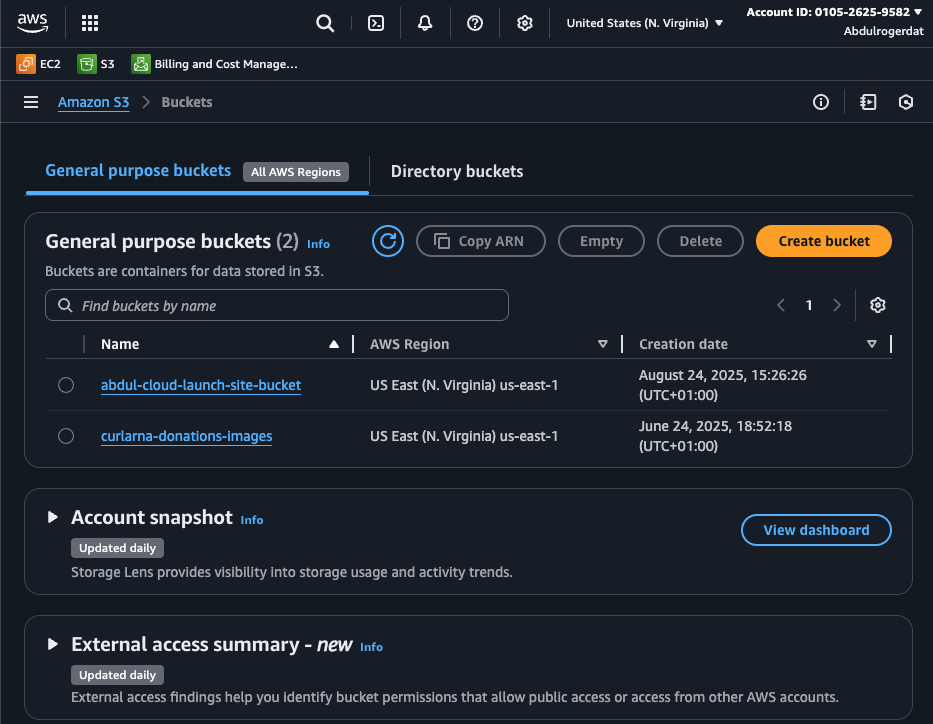 aws
United States (N. Virginia)
Account ID: 0105-2625-9582
Abdulrogerdat
EC2
S3
Billing and Cost Manage...
Amazon S3
Buckets
General purpose buckets
All AWS Regions
Directory buckets
General purpose buckets (2) Info
Copy ARN
Empty
Delete
Create bucket
Buckets are containers for data stored in S3.
Find buckets by name
1
Name
AWS Region
Creation date
abdul-cloud-launch-site-bucket
US East (N. Virginia) us-east-1
August 24, 2025, 15:26:26
(UTC+01:00)
curlarna-donations-images
US East (N. Virginia) us-east-1
June 24, 2025, 18:52:18
(UTC+01:00)
Account snapshot Info
Updated daily
Storage Lens provides visibility into storage usage and activity trends.
View dashboard
External access summary - new Info
Updated daily
External access findings help you identify bucket permissions that allow public access or access from other AWS accounts.